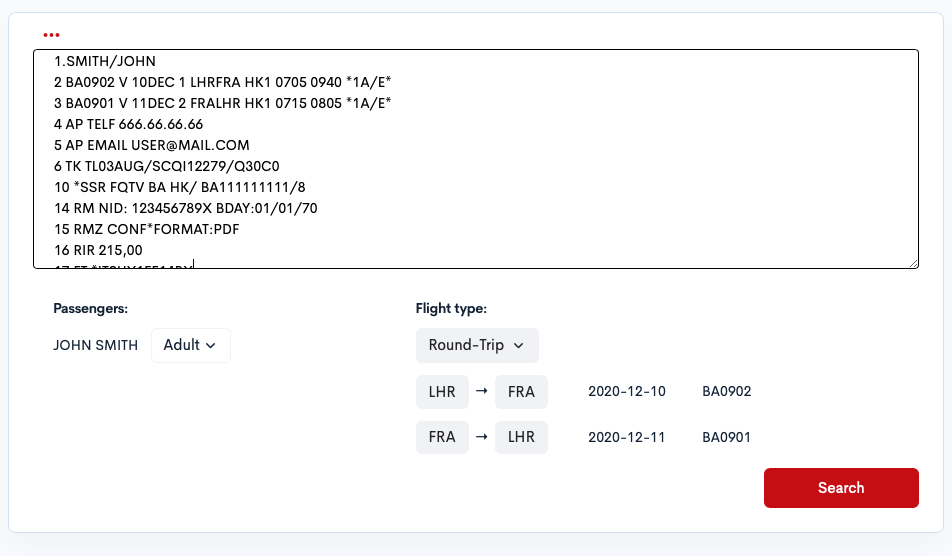 1.SMITH/JOHN
2 BA0902 V 10DEC 1 LHRFRA HK1 0705 0940 *1A/E*
3 BA0901 V 11DEC 2 FRALHR HK1 0715 0805 *1A/E*
4 AP TELF 666.66.66.66
5 AP EMAIL USER@MAIL.COM
6 TK TL03AUG/SCQI12279/Q30C0
10 *SSR FQTV BA HK/ BA111111111/8
14 RM NID: 123456789X BDAY:01/01/70
15 RMZ CONF*FORMAT:PDF
16 RIR 215,00
Passengers:
JOHN SMITH Adult
Flight type:
Round-Trip
LHR → FRA 2020-12-10 BA0902
FRA → LHR 2020-12-11 BA0901
Search